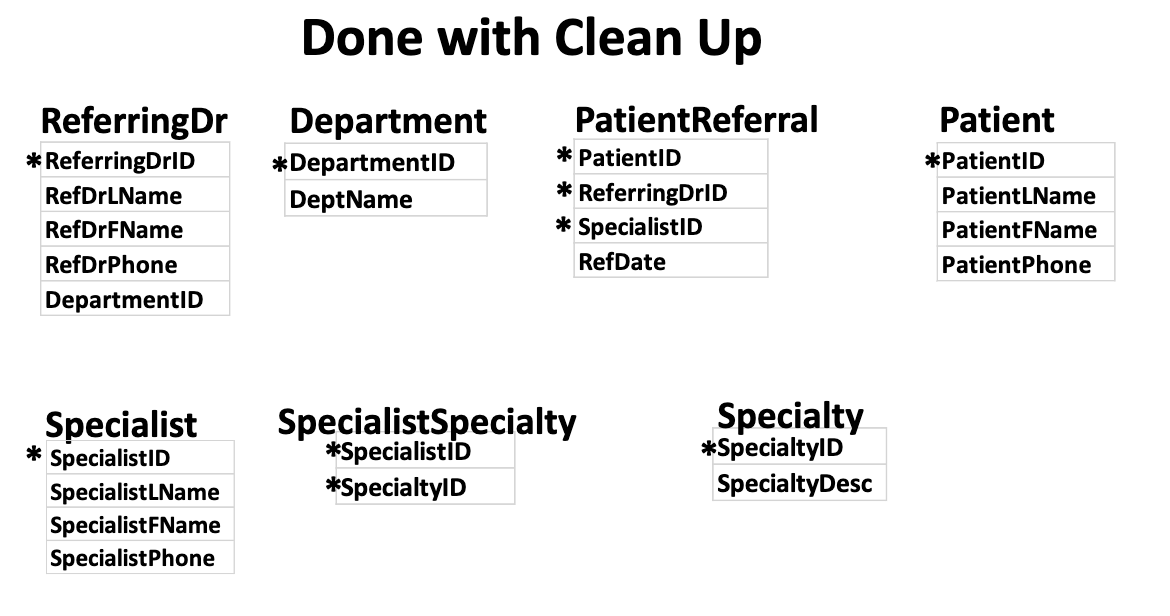 Done with Clean Up
ReferringDr
*ReferringDrID
RefDrLName
RefDrFName
RefDrPhone
DepartmentID
Department
*DepartmentID
DeptName
PatientReferral
*PatientID
*ReferringDrID
*SpecialistID
RefDate
Patient
*PatientID
PatientLName
PatientFName
PatientPhone
Specialist
*SpecialistID
SpecialistLName
SpecialistFName
SpecialistPhone
SpecialistSpecialty
*SpecialistID
*SpecialtyID
Specialty
*SpecialtyID
SpecialtyDesc